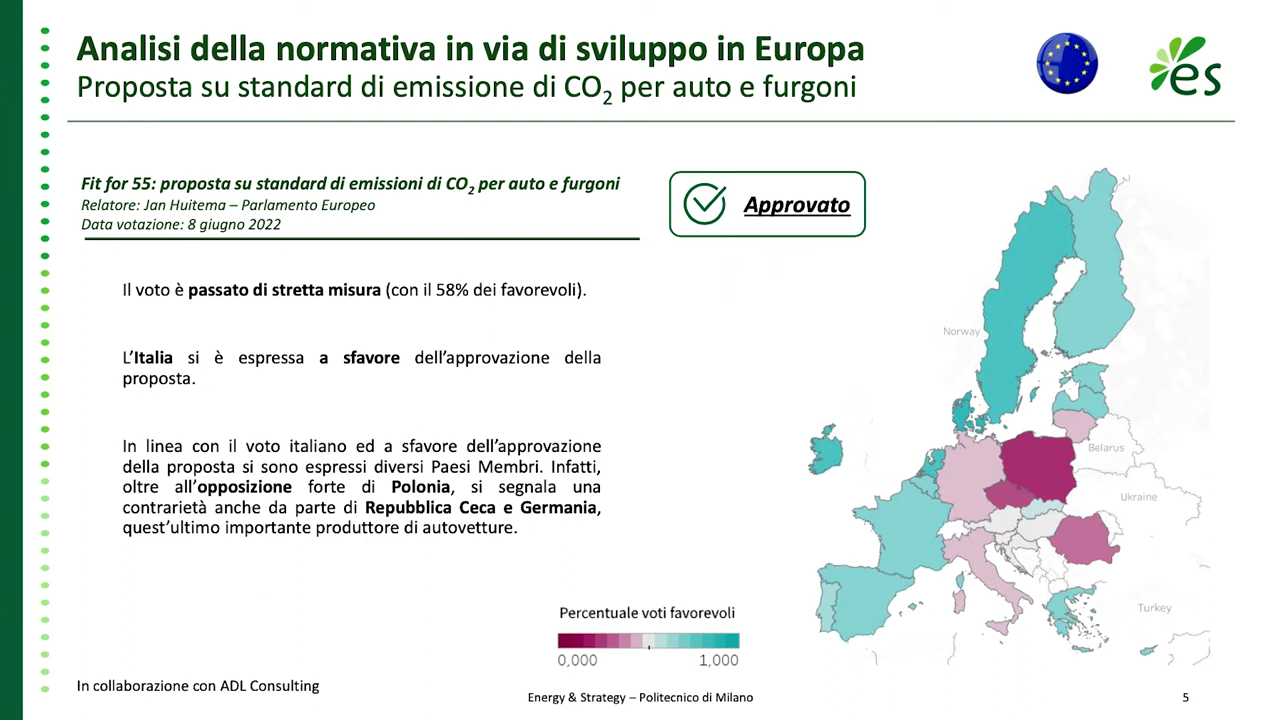 Analisi della normativa in via di sviluppo in Europa
Proposta su standard di emissione di CO2 per auto e furgoni
es
Fit for 55: proposta su standard di emissioni di CO2 per auto e furgoni
Relatore: Jan Huitema – Parlamento Europeo
Data votazione: 8 giugno 2022
Approvato
Il voto è passato di stretta misura (con il 58% dei favorevoli).
L'Italia si è espressa a sfavore dell'approvazione della
proposta.
In linea con il voto italiano ed a sfavore dell'approvazione
della proposta si sono espressi diversi Paesi Membri. Infatti,
oltre all'opposizione forte di Polonia, si segnala una
contrarietà anche da parte di Repubblica Ceca e Germania,
quest'ultimo importante produttore di autovetture.
Norway
Belarus
Ukraine
Turkey
Percentuale voti favorevoli
0,000 1,000
In collaborazione con ADL Consulting
Energy & Strategy – Politecnico di Milano
5